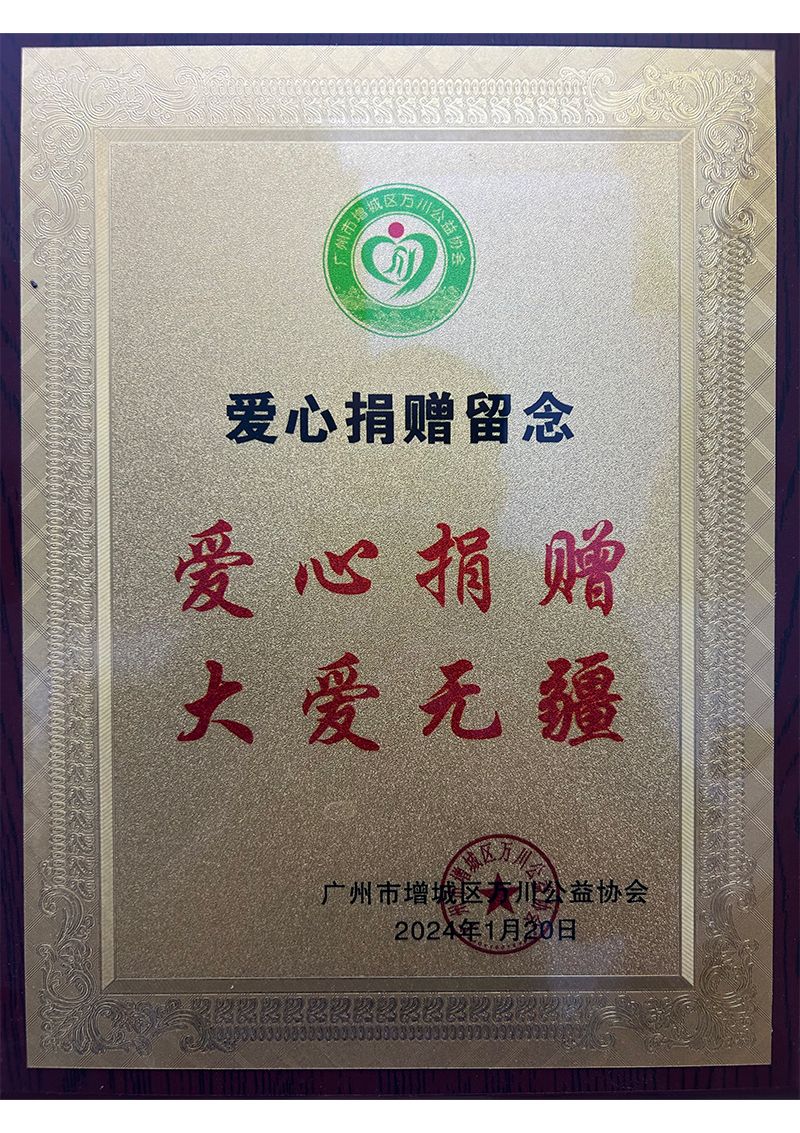 广州市增城区万川公益协会
爱心捐赠留念
爱心捐赠
大爱无疆
广州市增城区万川公益协会
2024年1月20日